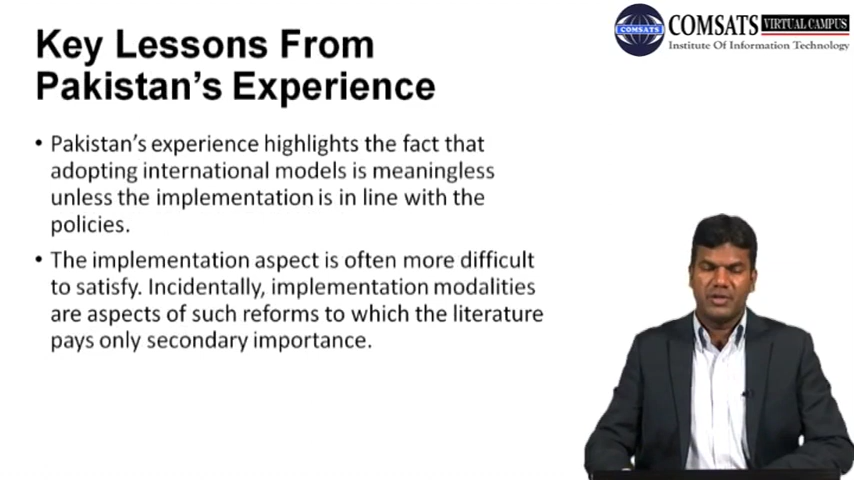 Key Lessons From
Pakistan's Experience
COMSATS
COMSATS VIRTUAL CAMPUS
Institute Of Information Technology
• Pakistan's experience highlights the fact that
adopting international models is meaningless
unless the implementation is in line with the
policies.
• The implementation aspect is often more difficult
to satisfy. Incidentally, implementation modalities
are aspects of such reforms to which the literature
pays only secondary importance.